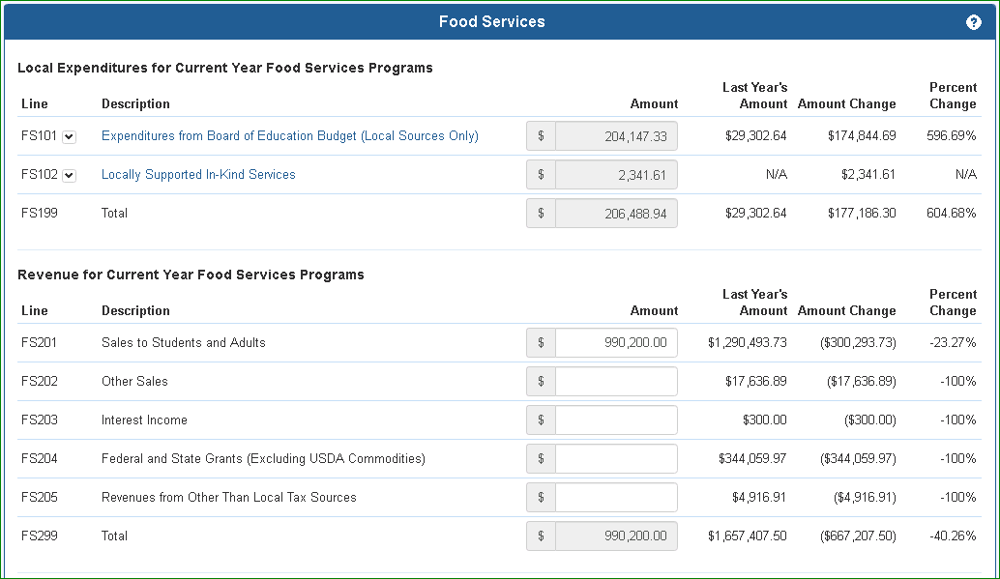 Food Services
Local Expenditures for Current Year Food Services Programs
Line Description Amount Last Year's Amount Amount Change Percent Change
FS101 Expenditures from Board of Education Budget (Local Sources Only) $ 204,147.33 $29,302.64 $174,844.69 596.69%
FS102 Locally Supported In-Kind Services $ 2,341.61 N/A $2,341.61 N/A
FS199 Total $ 206,488.94 $29,302.64 $177,186.30 604.68%
Revenue for Current Year Food Services Programs
Line Description Amount Last Year's Amount Amount Change Percent Change
FS201 Sales to Students and Adults $ 990,200.00 $1,290,493.73 ($300,293.73) -23.27%
FS202 Other Sales $ $17,636.89 ($17,636.89) -100%
FS203 Interest Income $ $300.00 ($300.00) -100%
FS204 Federal and State Grants (Excluding USDA Commodities) $ $344,059.97 ($344,059.97) -100%
FS205 Revenues from Other Than Local Tax Sources $ $4,916.91 ($4,916.91) -100%
FS299 Total $ 990,200.00 $1,657,407.50 ($667,207.50) -40.26%